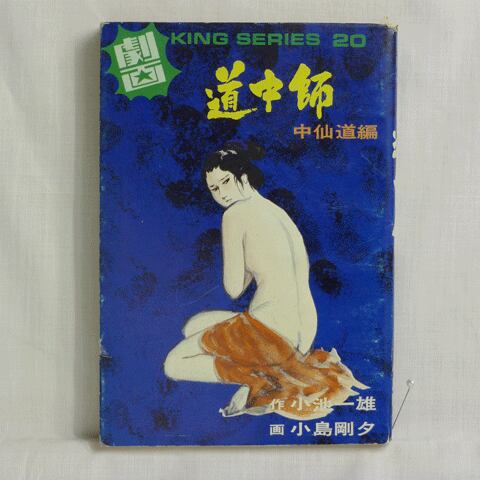 劇画
KING SERIES 20
道中師
中仙道編
作 小池一雄
画 小島剛夕